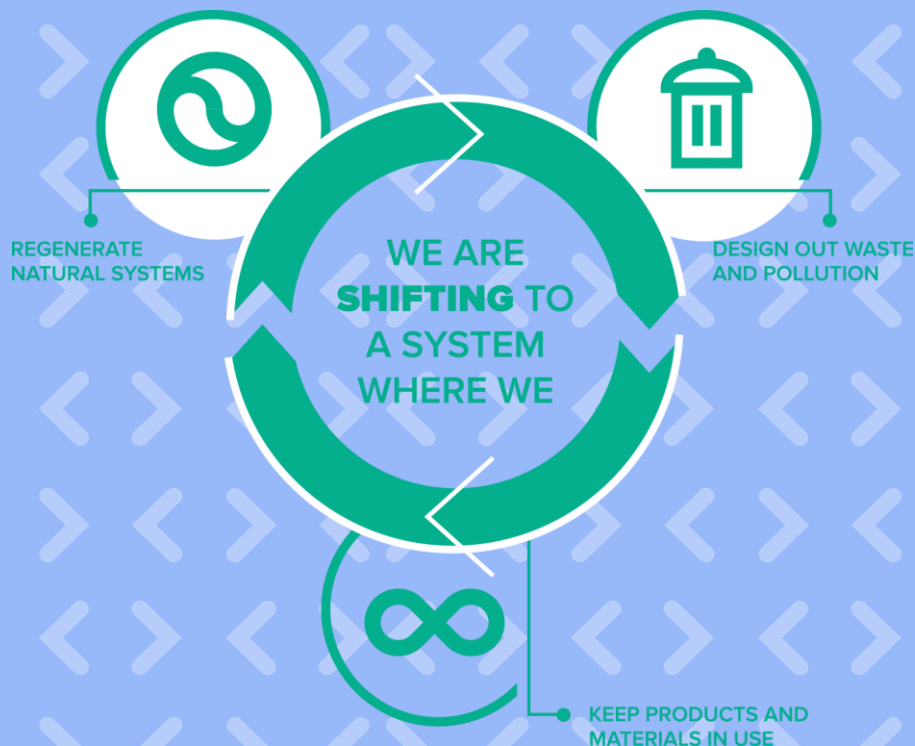 WE ARE
SHIFTING TO
A SYSTEM
WHERE WE
REGENERATE
NATURAL SYSTEMS
DESIGN OUT WASTE
AND POLLUTION
KEEP PRODUCTS AND
MATERIALS IN USE